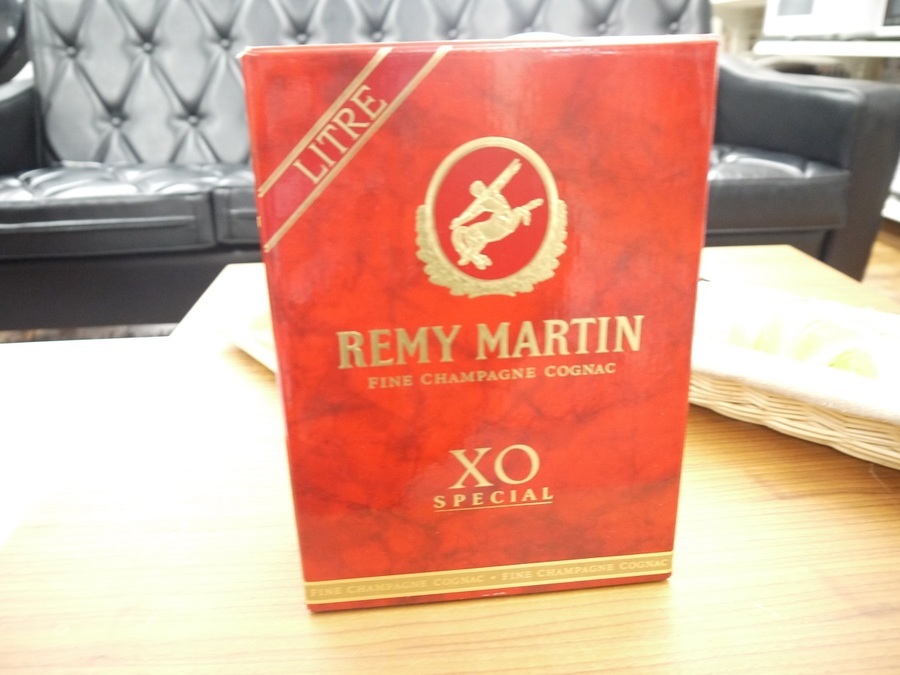 LITRE
REMY MARTIN
FINE CHAMPAGNE COGNAC
XO
SPECIAL
FINE CHAMPAGNE COGNAC • FINE CHAMPAGNE COGNAC